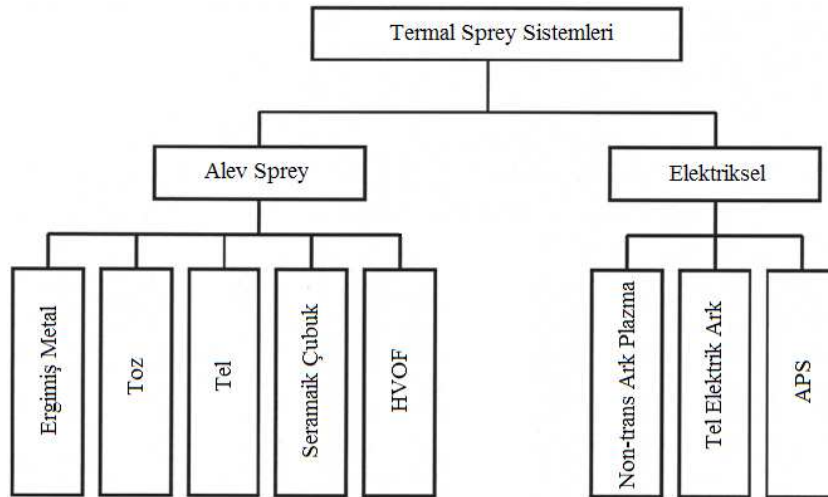 Termal Sprey Sistemleri
Alev Sprey
Elektriksel
Ergimiş Metal
Toz
Tel
Seramaik Çubuk
HVOF
Non-trans Ark Plazma
Tel Elektrik Ark
APS